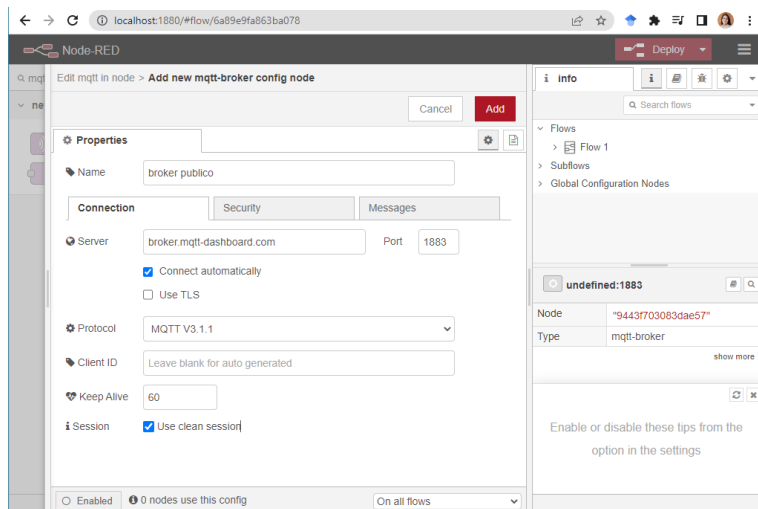 localhost:1880/#flow/6a89e9fa863ba078
Node-RED
Deploy
mqt
Edit mqtt in node > Add new mqtt-broker config node
Cancel
Add
Properties
Name
broker publico
Connection
Security
Messages
Server
broker.mqtt-dashboard.com
Port
1883
Connect automatically
Use TLS
Protocol
MQTT V3.1.1
Client ID
Leave blank for auto generated
Keep Alive
60
Session
Use clean session
Enabled
0 nodes use this config
On all flows
ne
i info
i
Search flows
Flows
Flow 1
Subflows
Global Configuration Nodes
undefined:1883
Node
"9443f703083dae57"
Type
mqtt-broker
show more
Enable or disable these tips from the
option in the settings